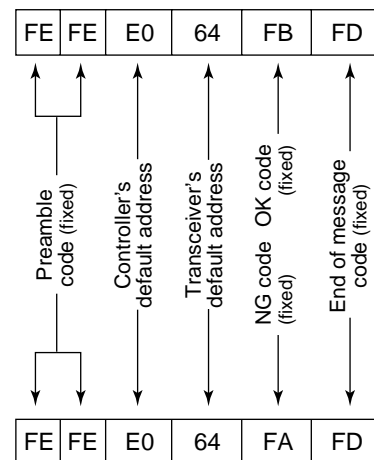 FE FE E0 64 FB FD
Preamble
code (fixed)
Controller's
default address
Transceiver's
default address
OK code
(fixed)
NG code
(fixed)
End of message
code (fixed)
FE FE E0 64 FA FD